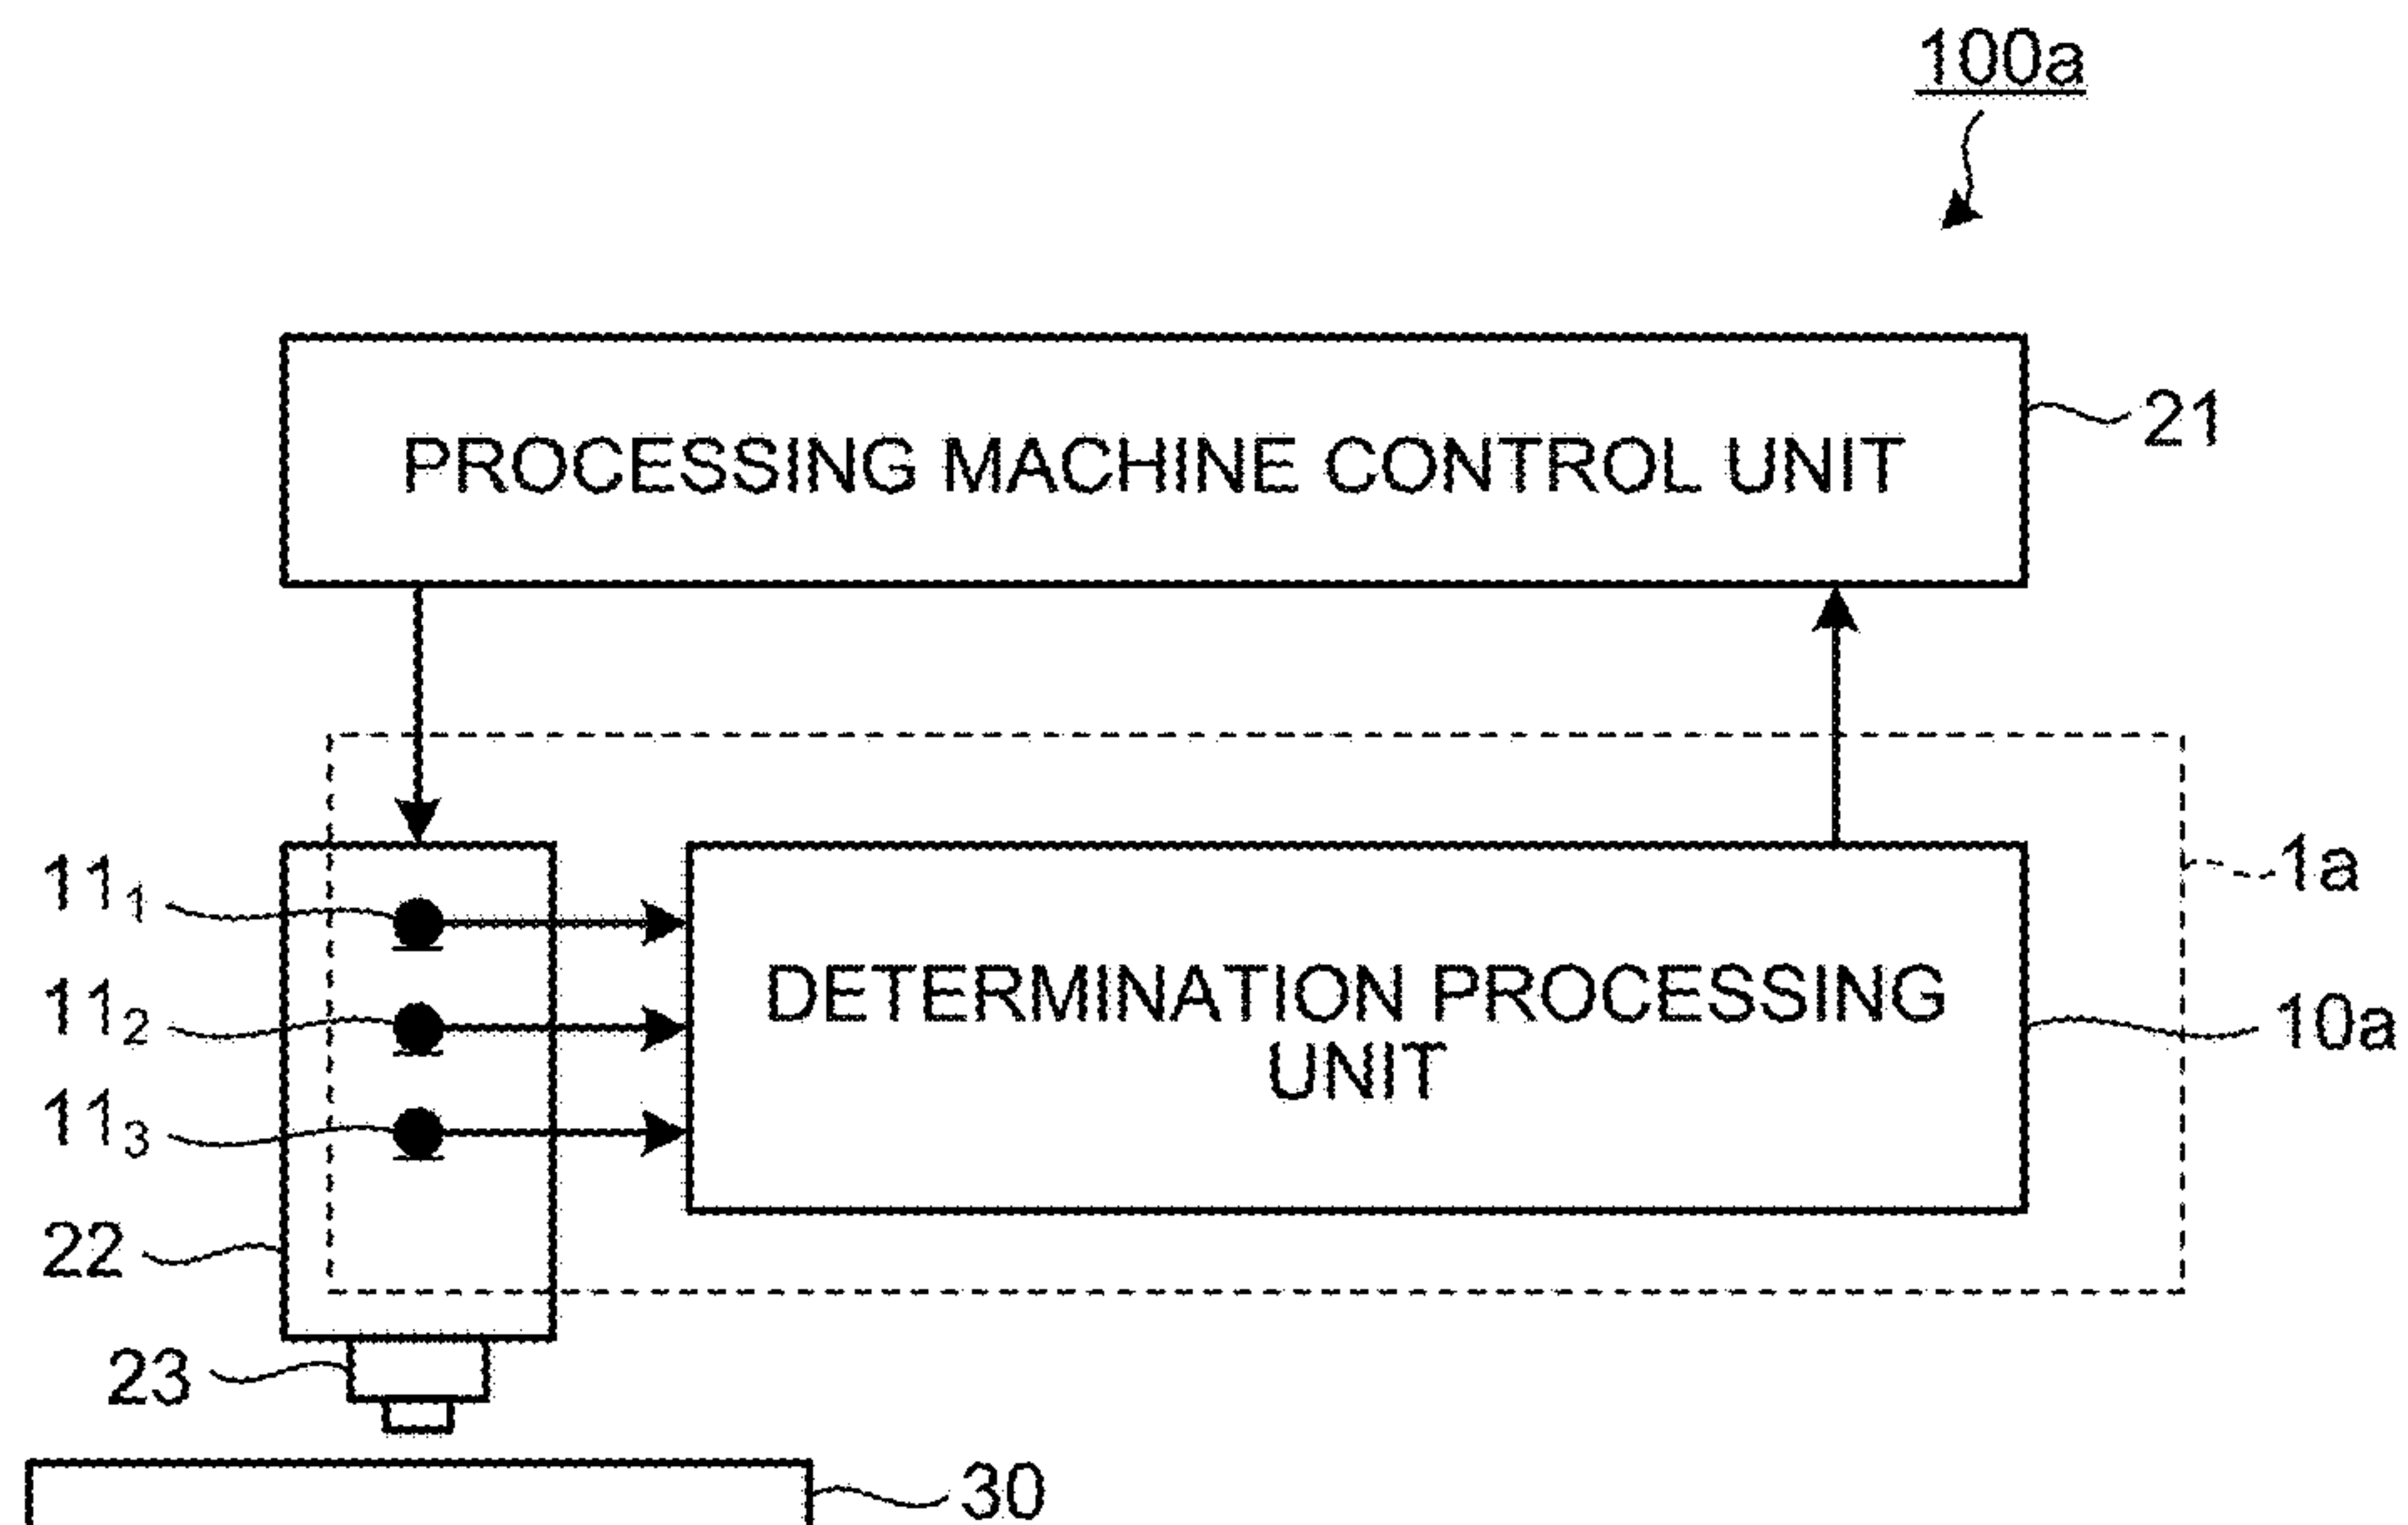 100a
PROCESSING MACHINE CONTROL UNIT
21
1a
11₁
11₂
11₃
DETERMINATION PROCESSING
UNIT
10a
22
23
30